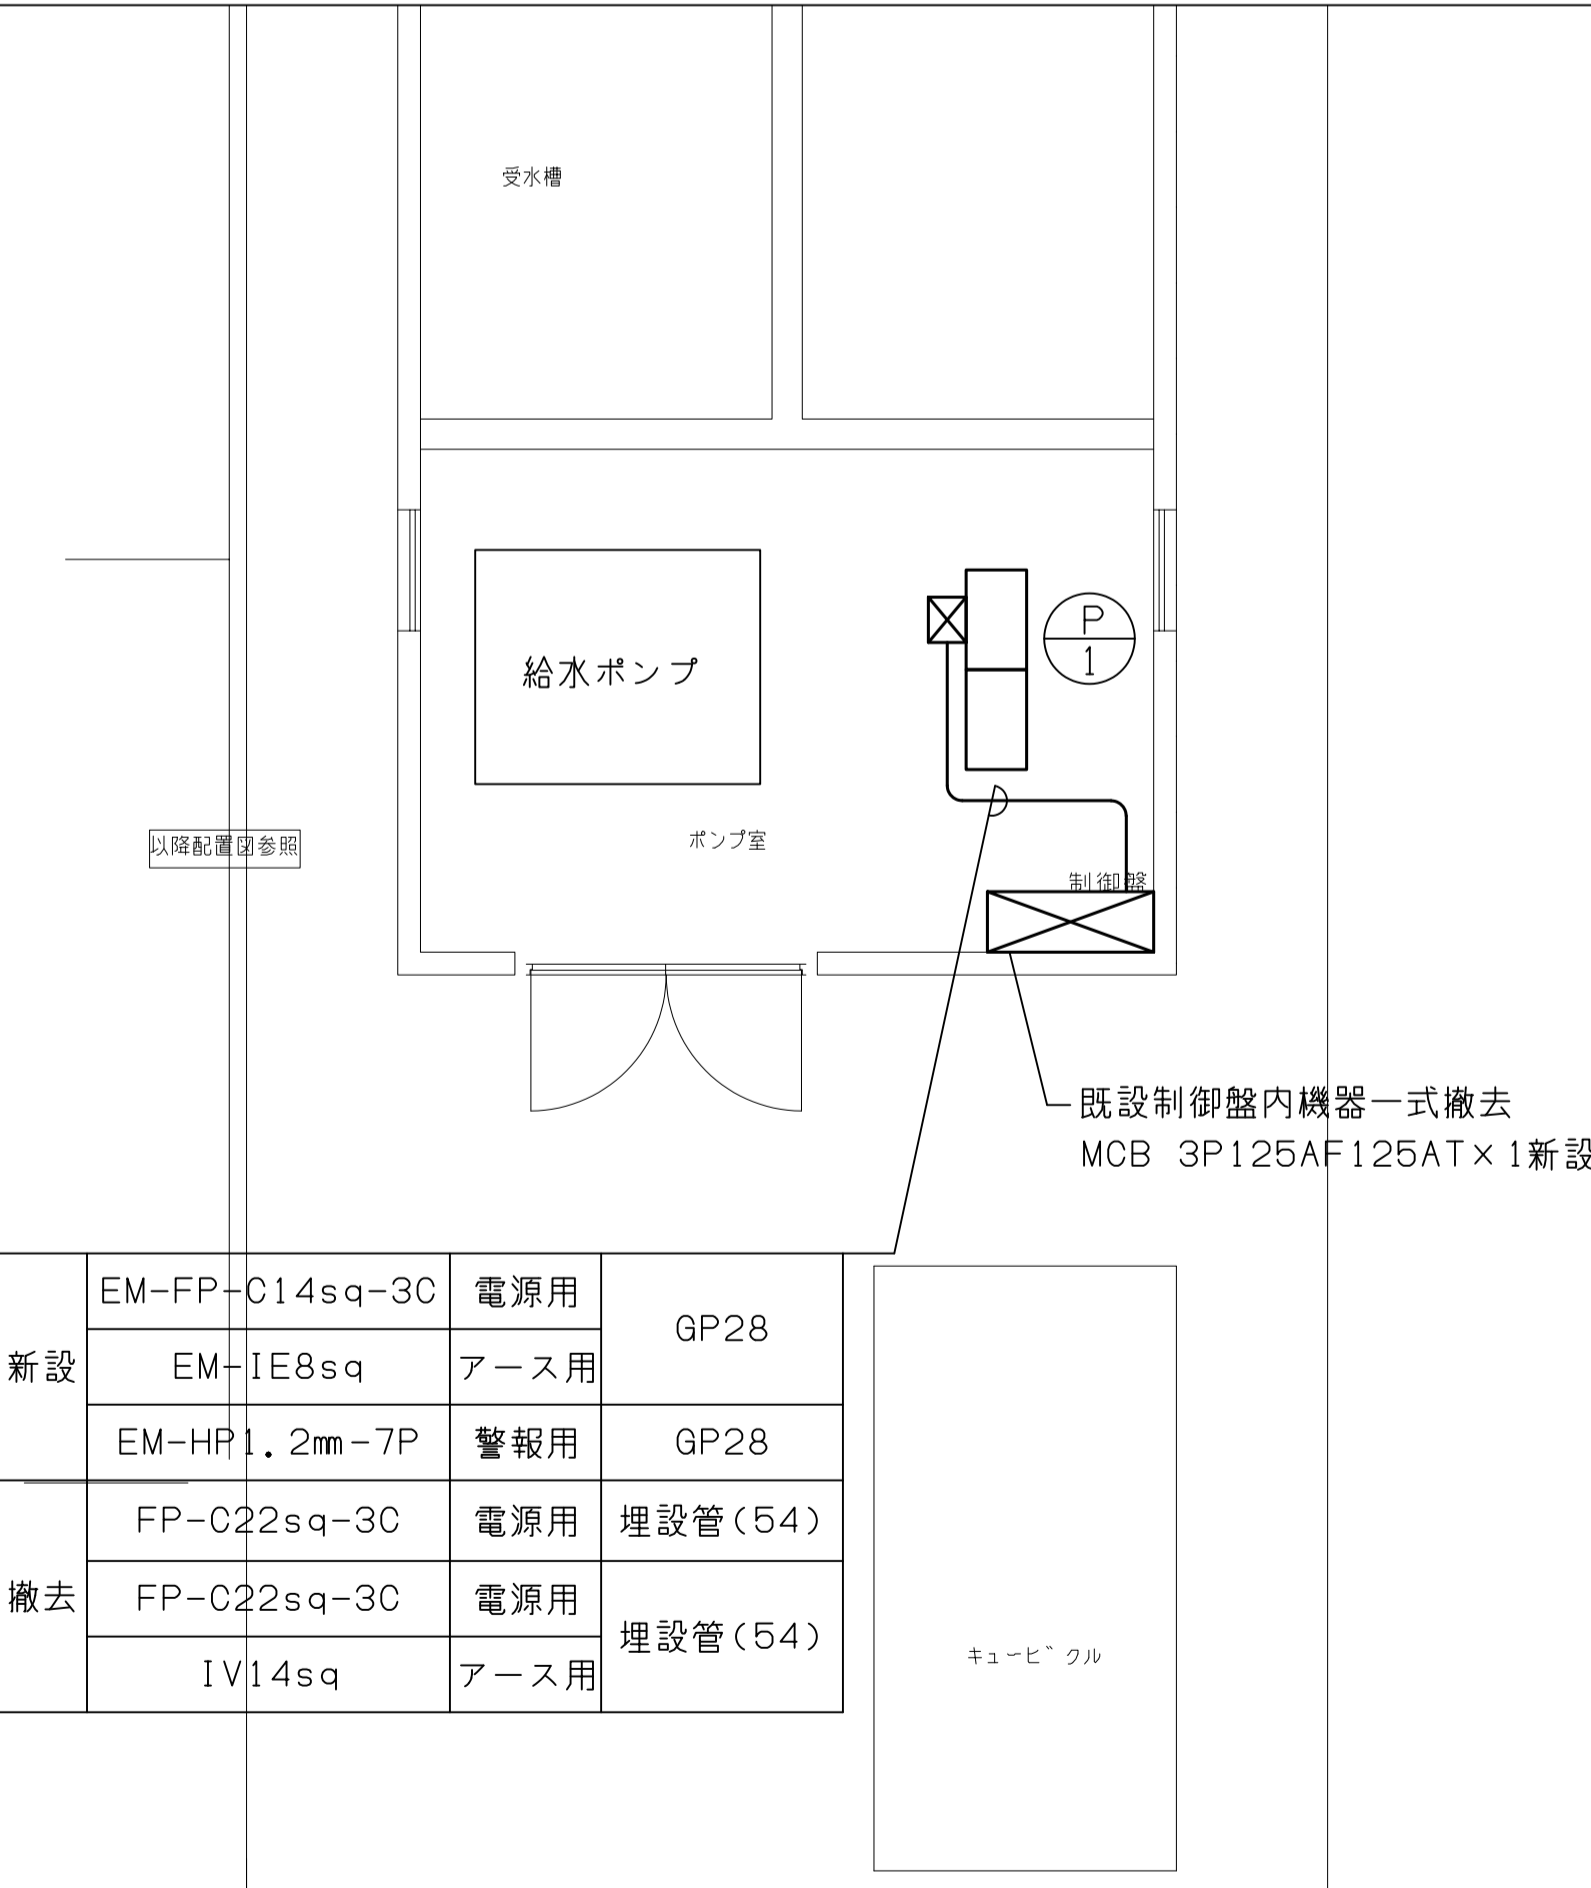 受水槽
P
1
給水ポンプ
ポンプ室
以降配置図参照
制御盤
既設制御盤内機器一式撤去
MCB 3P125AF125AT×1新設
新設
EM-FP-C14sq-3C 電源用 GP28
EM-IE8sq アース用
EM-HP1.2mm-7P 警報用 GP28
撤去
FP-C22sq-3C 電源用 埋設管(54)
FP-C22sq-3C 電源用 埋設管(54)
IV14sq アース用
キュービクル